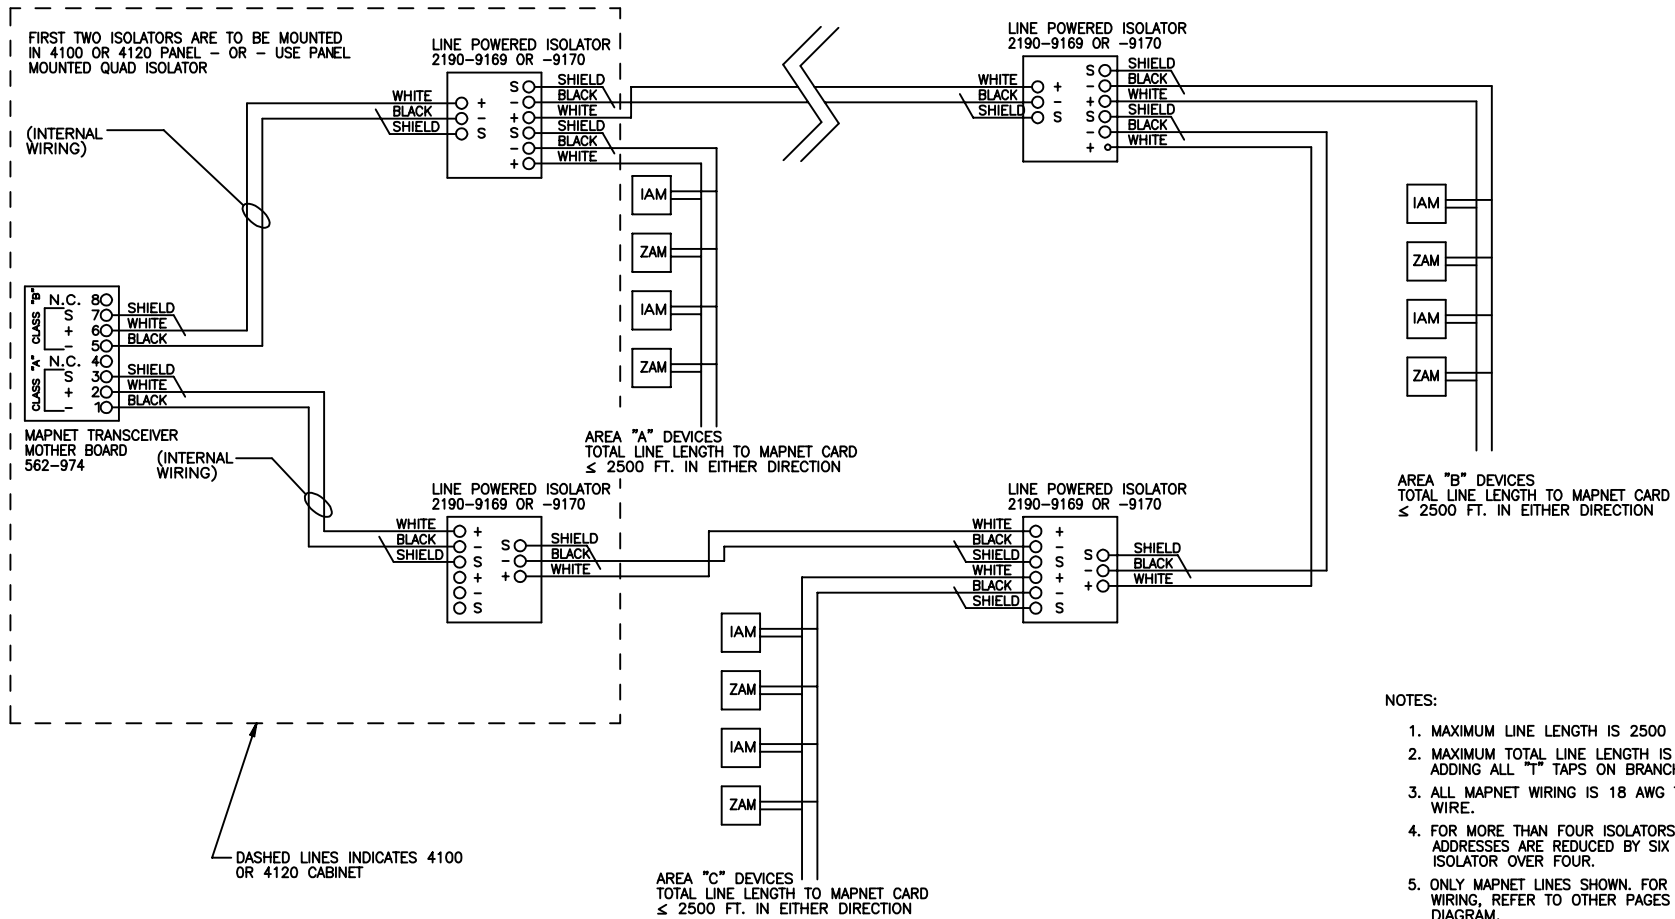 FIRST TWO ISOLATORS ARE TO BE MOUNTED
IN 4100 OR 4120 PANEL - OR - USE PANEL
MOUNTED QUAD ISOLATOR
(INTERNAL
WIRING)
LINE POWERED ISOLATOR
2190-9169 OR -9170
WHITE
BLACK
SHIELD
+
-
S
S
-
+
S
-
+
SHIELD
BLACK
WHITE
SHIELD
BLACK
WHITE
LINE POWERED ISOLATOR
2190-9169 OR -9170
WHITE
BLACK
SHIELD
+
-
S
S
-
+
S
-
+
SHIELD
BLACK
WHITE
SHIELD
BLACK
WHITE
IAM
ZAM
IAM
ZAM
AREA "A" DEVICES
TOTAL LINE LENGTH TO MAPNET CARD
≤ 2500 FT. IN EITHER DIRECTION
IAM
ZAM
IAM
ZAM
AREA "B" DEVICES
TOTAL LINE LENGTH TO MAPNET CARD
≤ 2500 FT. IN EITHER DIRECTION
CLASS "B"
N.C. 8
S 7 SHIELD
+ 6 WHITE
- 5 BLACK
CLASS "A"
N.C. 4
S 3 SHIELD
+ 2 WHITE
- 1 BLACK
MAPNET TRANSCEIVER
MOTHER BOARD
562-974
(INTERNAL
WIRING)
LINE POWERED ISOLATOR
2190-9169 OR -9170
WHITE
BLACK
SHIELD
+
-
S
+
-
S
S
-
+
SHIELD
BLACK
WHITE
LINE POWERED ISOLATOR
2190-9169 OR -9170
WHITE
BLACK
SHIELD
WHITE
BLACK
SHIELD
+
-
S
+
-
S
S
-
+
SHIELD
BLACK
WHITE
IAM
ZAM
IAM
ZAM
AREA "C" DEVICES
TOTAL LINE LENGTH TO MAPNET CARD
≤ 2500 FT. IN EITHER DIRECTION
DASHED LINES INDICATES 4100
OR 4120 CABINET
NOTES:
1. MAXIMUM LINE LENGTH IS 2500
2. MAXIMUM TOTAL LINE LENGTH IS
ADDING ALL "T" TAPS ON
3. ALL MAPNET WIRING IS 18 AWG
WIRE.
4. FOR MORE THAN FOUR ISOLATORS
ADDRESSES ARE REDUCED BY SIX
ISOLATOR OVER FOUR.
5. ONLY MAPNET LINES SHOWN. FOR
WIRING, REFER TO OTHER PAGES
DIAGRAM.